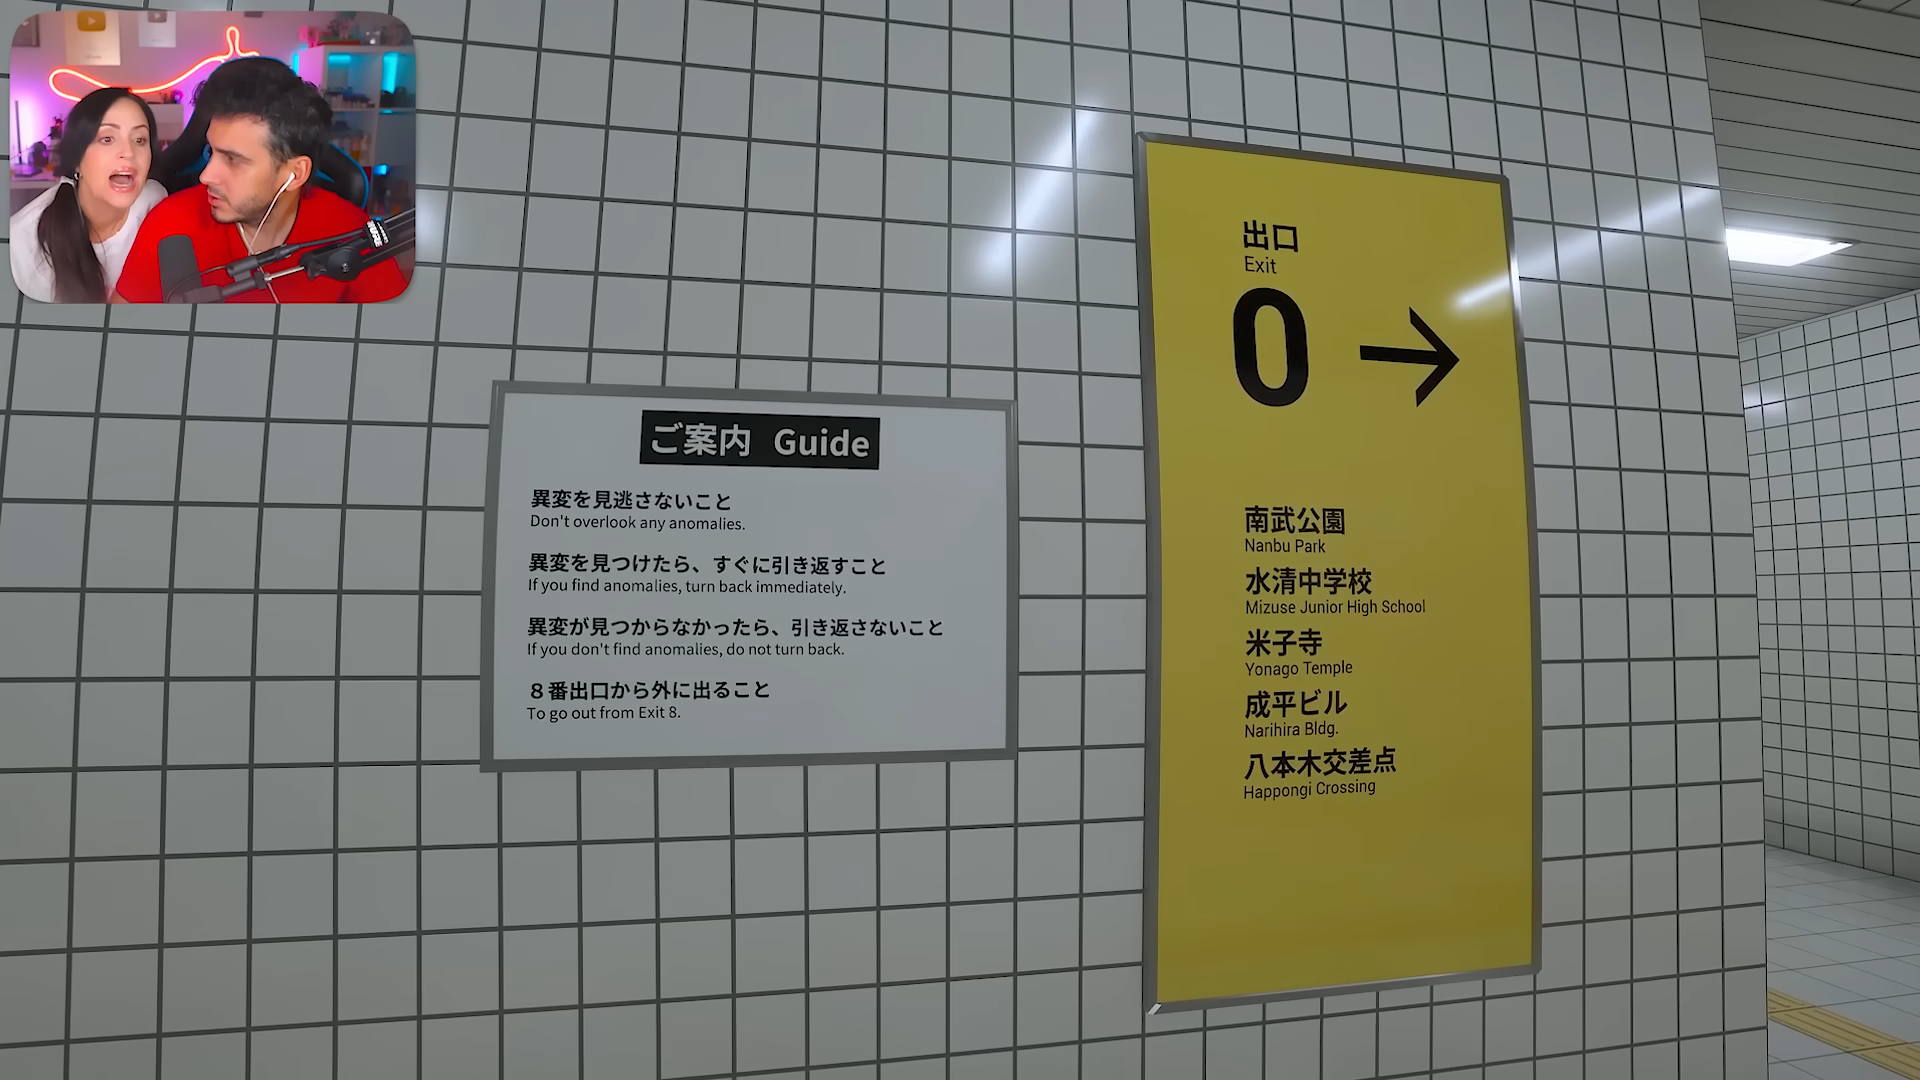 ご案内 Guide
異変を見逃さないこと
Don't overlook any anomalies.
異変を見つけたら、すぐに引き返すこと
If you find anomalies, turn back immediately.
異変が見つからなかったら、引き返さないこと
If you don't find anomalies, do not turn back.
８番出口から外に出ること
To go out from Exit 8.
出口
Exit
0 →
南武公園
Nanbu Park
水清中学校
Mizuse Junior High School
米子寺
Yonago Temple
成平ビル
Narihira Bldg.
八本木交差点
Happongi Crossing